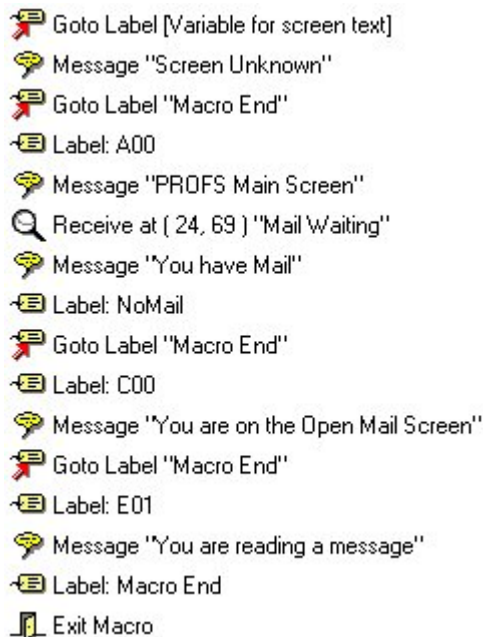 Goto Label [Variable for screen text]
Message "Screen Unknown"
Goto Label "Macro End"
Label: A00
Message "PROFS Main Screen"
Receive at ( 24, 69 ) "Mail Waiting"
Message "You have Mail"
Label: NoMail
Goto Label "Macro End"
Label: C00
Message "You are on the Open Mail Screen"
Goto Label "Macro End"
Label: E01
Message "You are reading a message"
Label: Macro End
Exit Macro